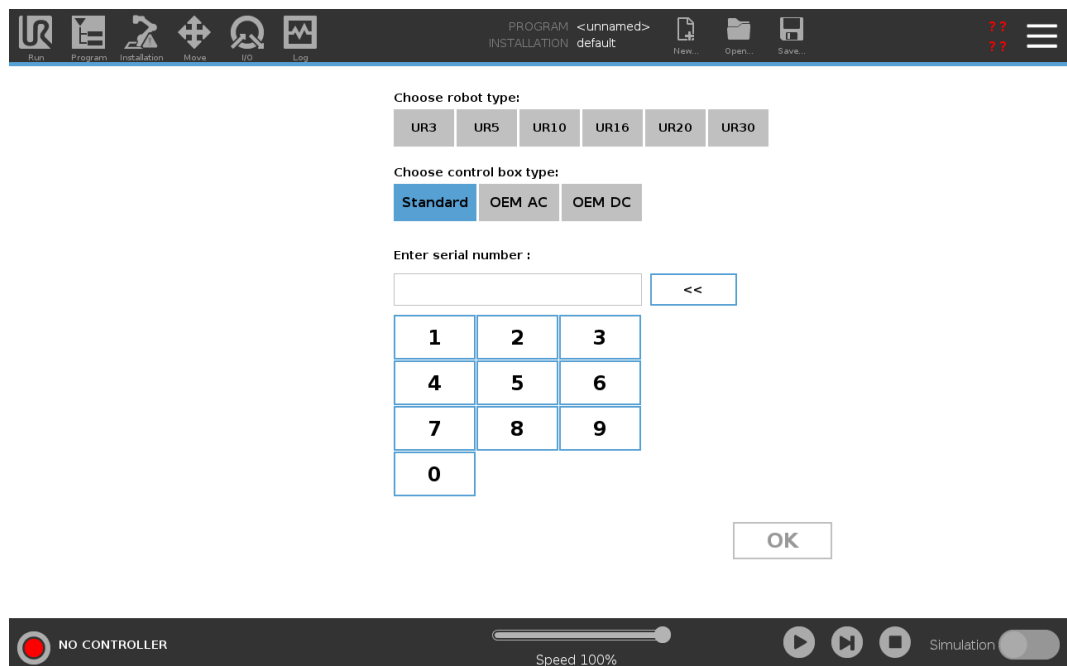 PROGRAM <unnamed>
INSTALLATION default
Run Program Installation Move I/O Log New... Open... Save...
? ?
? ?
Choose robot type:
UR3 UR5 UR10 UR16 UR20 UR30
Choose control box type:
Standard OEM AC OEM DC
Enter serial number :
<<
1 2 3
4 5 6
7 8 9
0
OK
NO CONTROLLER
Speed 100%
Simulation